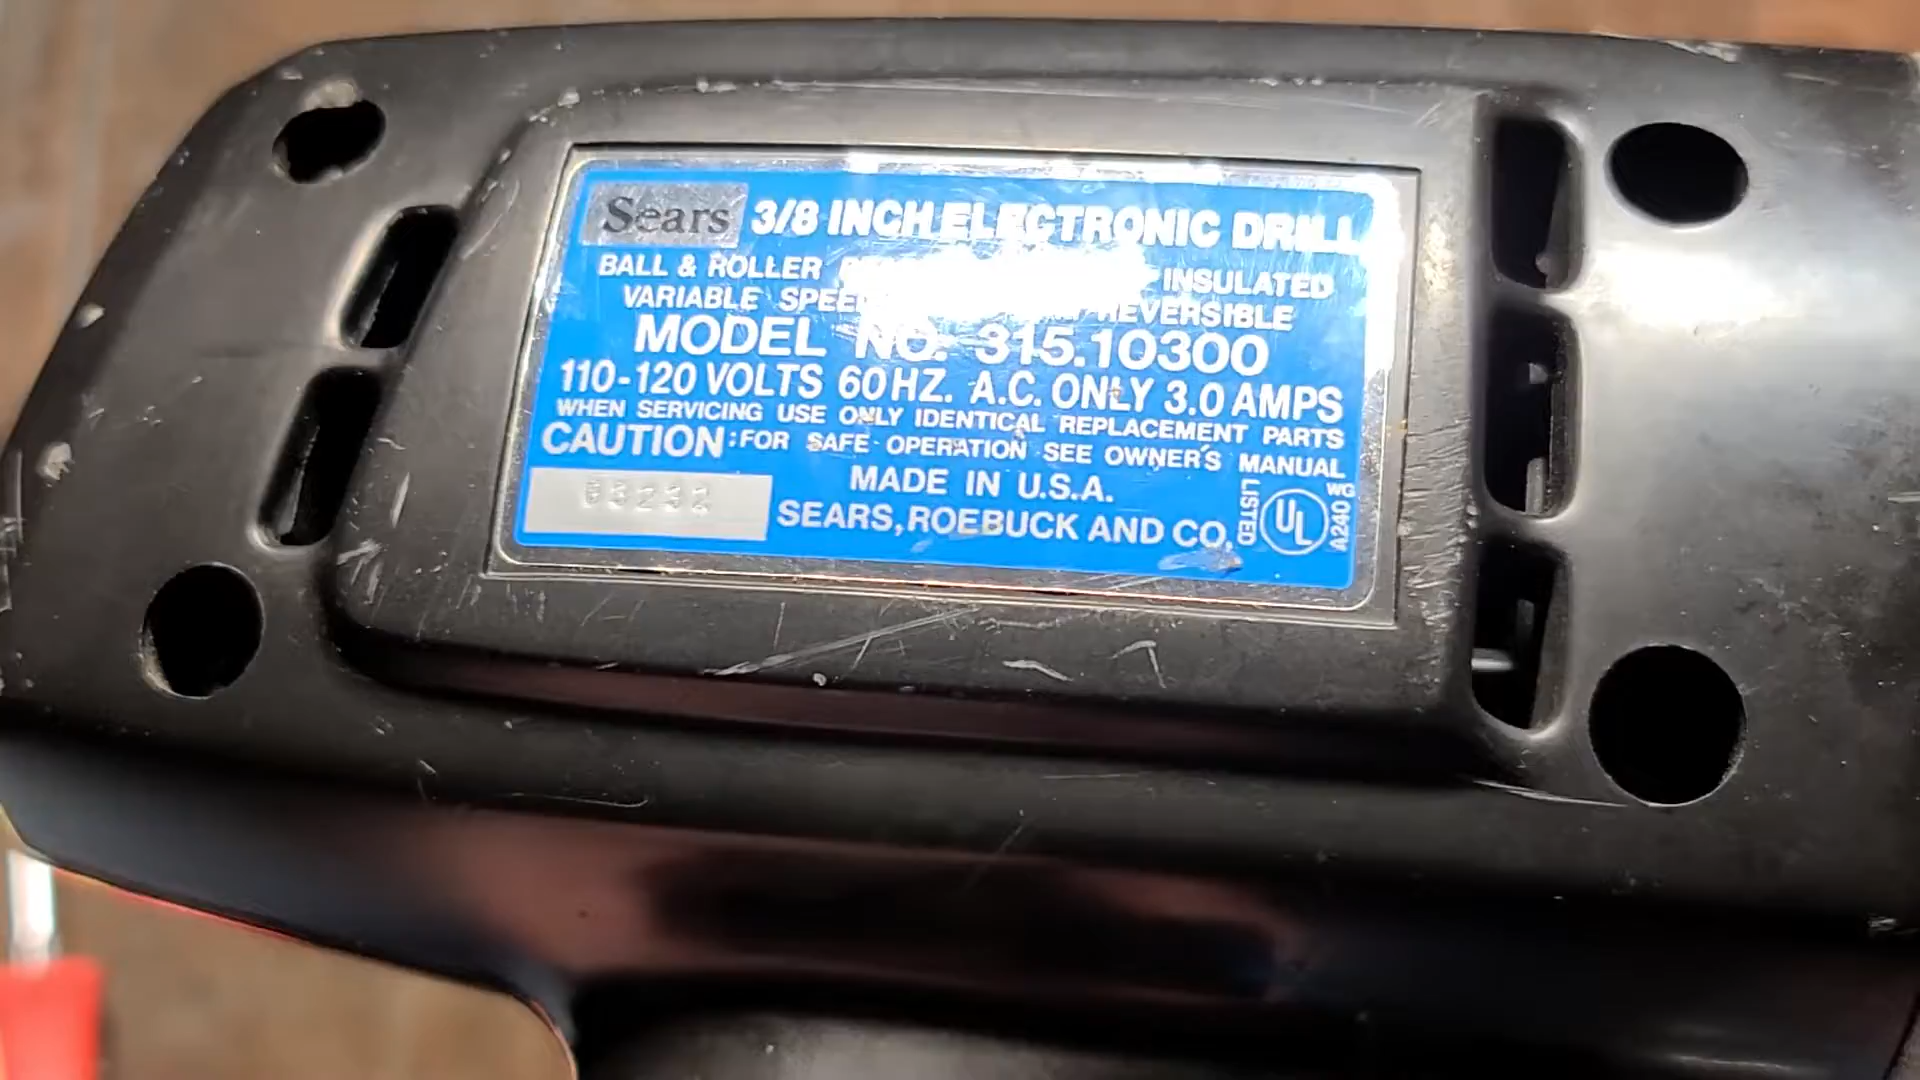 Sears 3/8 INCH ELECTRONIC DRILL
BALL & ROLLER INSULATED
VARIABLE SPEED REVERSIBLE
MODEL NO. 315.10300
110-120 VOLTS 60HZ. A.C. ONLY 3.0 AMPS
WHEN SERVICING USE ONLY IDENTICAL REPLACEMENT PARTS
CAUTION: FOR SAFE OPERATION SEE OWNER'S MANUAL
MADE IN U.S.A.
SEARS, ROEBUCK AND CO.
LISTED
UL
WG
A240